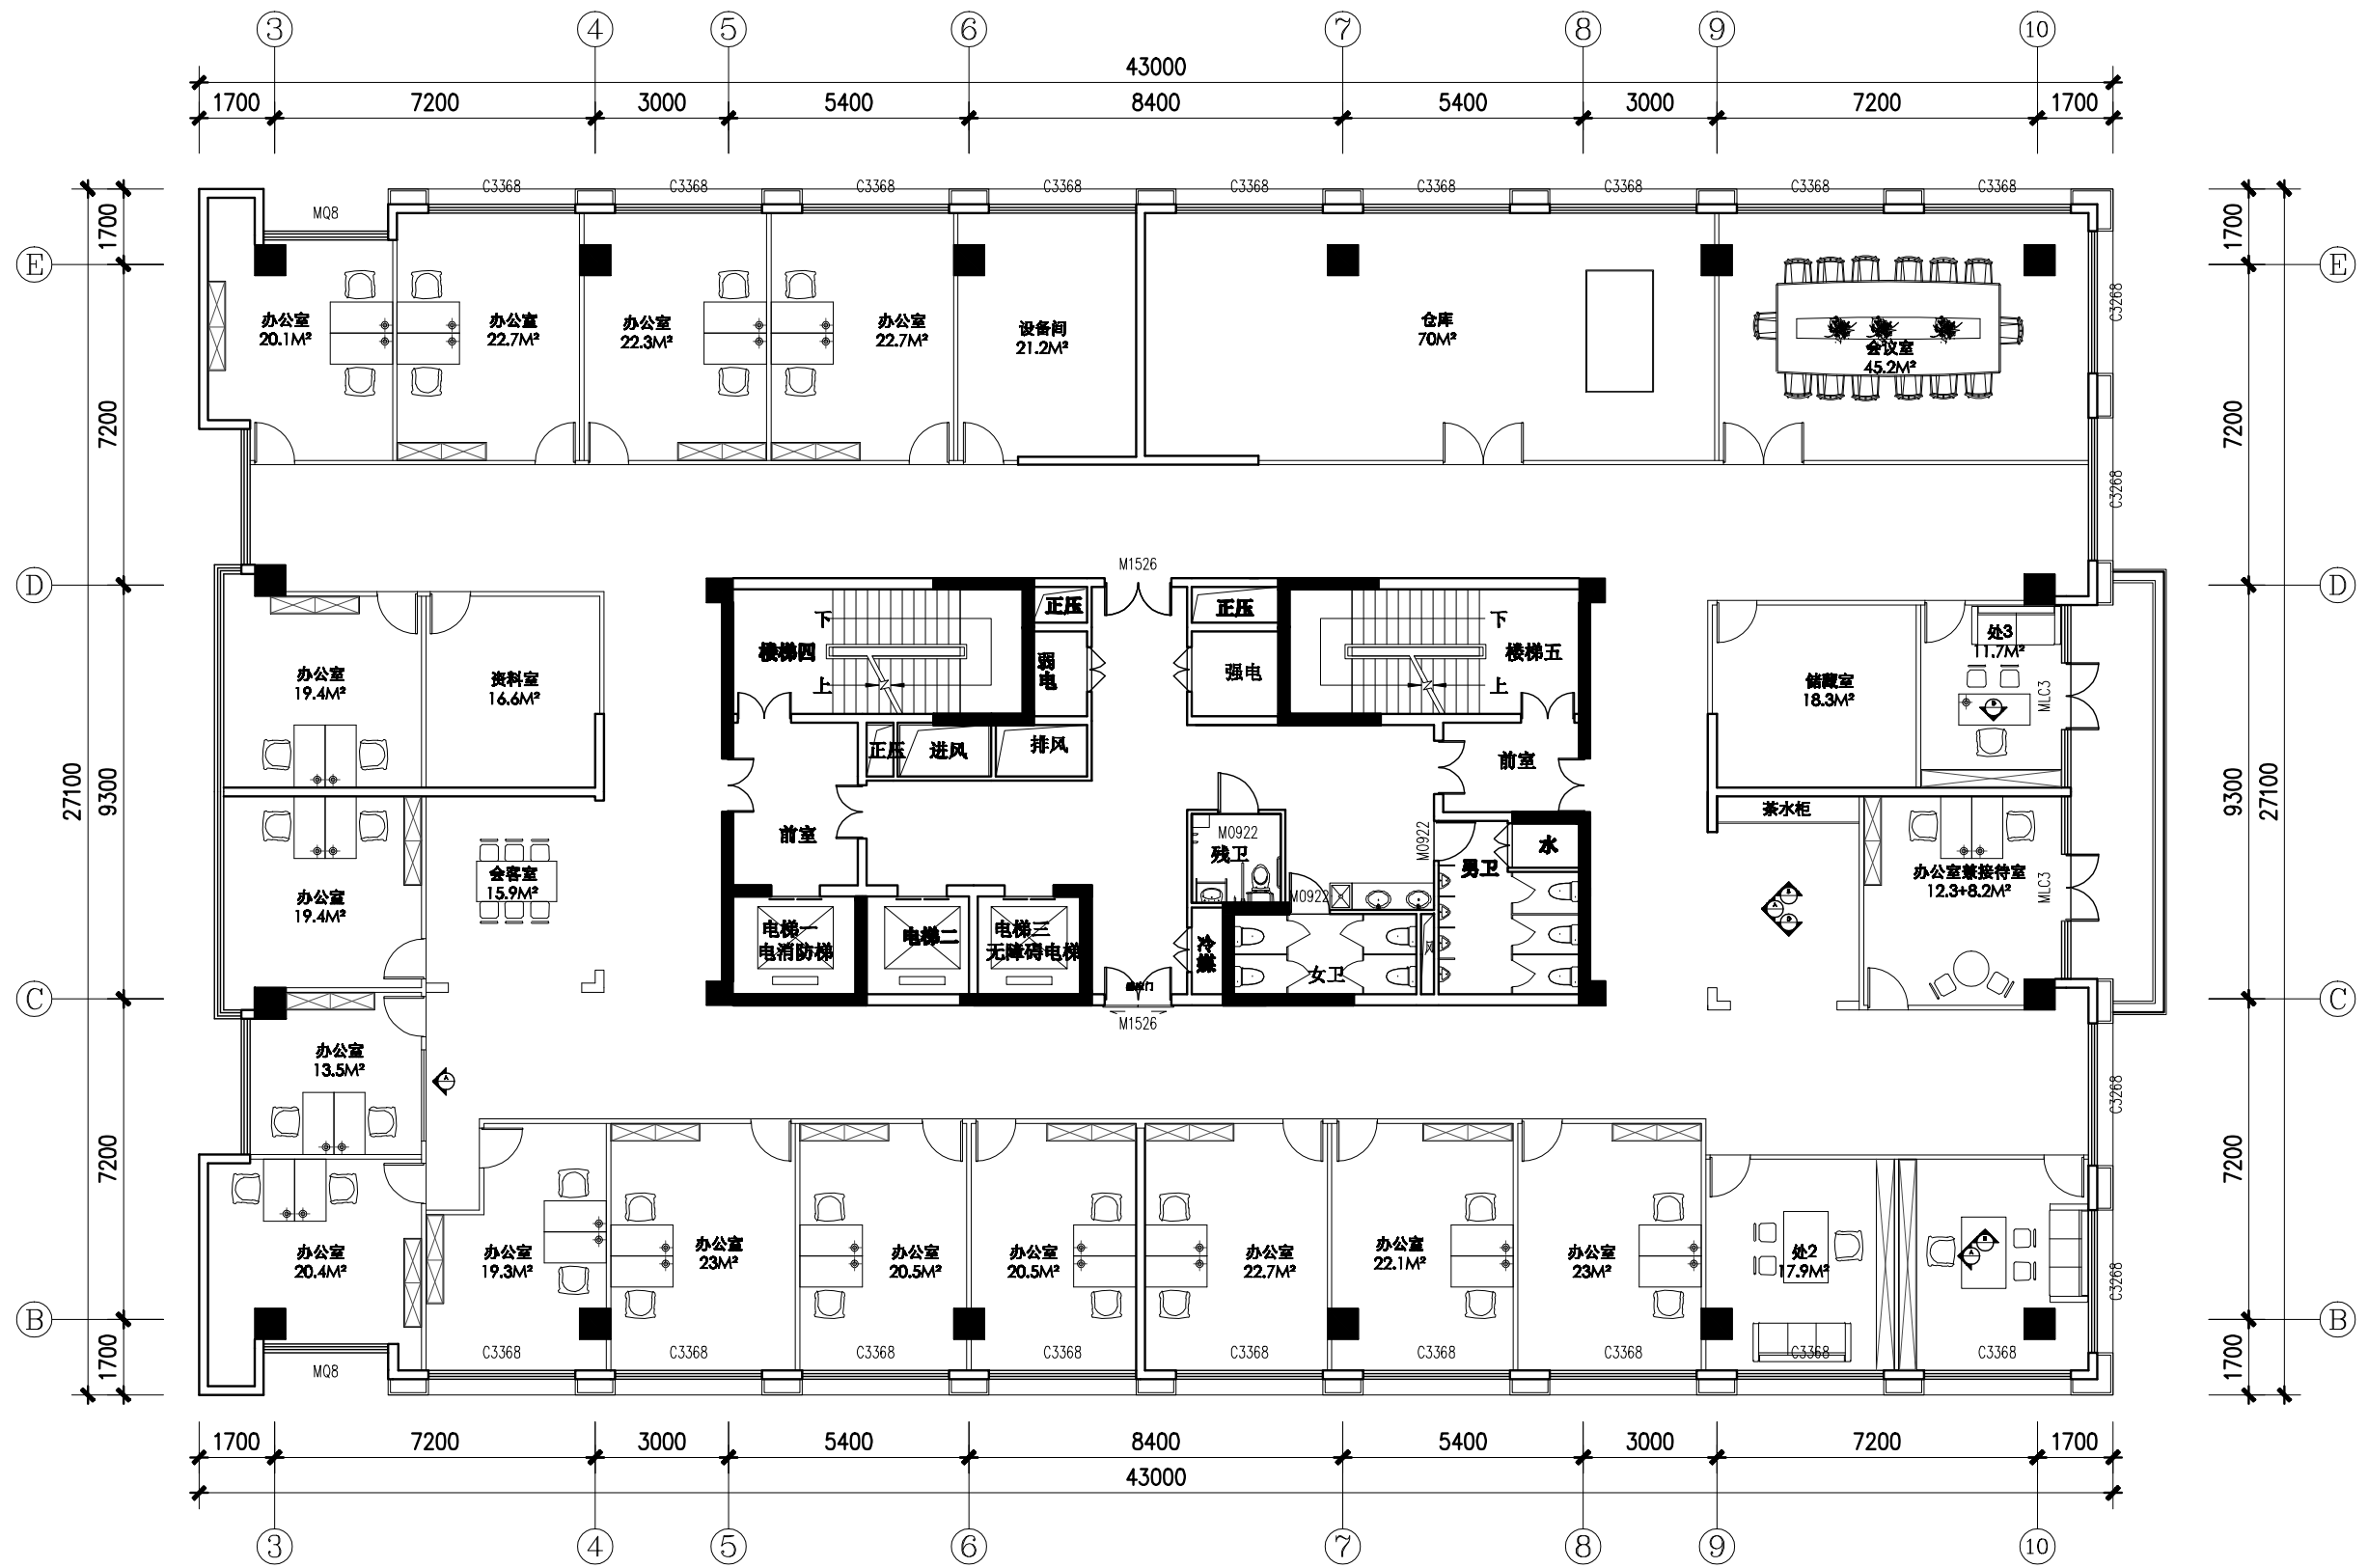 ③ ④ ⑤ ⑥ ⑦ ⑧ ⑨ ⑩
43000
1700 7200 3000 5400 8400 5400 3000 7200 1700
C3368 C3368 C3368 C3368 C3368 C3368 C3368 C3368 C3368
MQ8
1700
1700
E
E
C3268
办公室
20.1M²
办公室
22.7M²
办公室
22.3M²
办公室
22.7M²
设备间
21.2M²
仓库
70M²
会议室
45.2M²
7200
7200
C3268
M1526
D
D
正压
正压
下
下
楼梯四
弱电
强电
楼梯五
上
上
处3
11.7M²
办公室
19.4M²
资料室
16.6M²
储藏室
18.3M²
MLC3
正压
进风
排风
前室
27100
9300
9300
27100
茶水柜
前室
M0922
M0922
残卫
男卫
水
会客室
15.9M²
办公室
19.4M²
办公室兼接待室
12.3+8.2M²
MLC3
M0922
电梯一
电消防梯
电梯二
电梯三
无障碍电梯
冷媒
风
女卫
C
C
M1526
办公室
13.5M²
A
B
A
D
D
C3268
7200
7200
办公室
20.4M²
办公室
19.3M²
办公室
23M²
办公室
20.5M²
办公室
20.5M²
办公室
22.7M²
办公室
22.1M²
办公室
23M²
处2
17.9M²
B
A
C3268
B
B
1700
1700
C3368 C3368 C3368 C3368 C3368 C3368 C3368 C3368 C3368
MQ8
1700 7200 3000 5400 8400 5400 3000 7200 1700
43000
③ ④ ⑤ ⑥ ⑦ ⑧ ⑨ ⑩